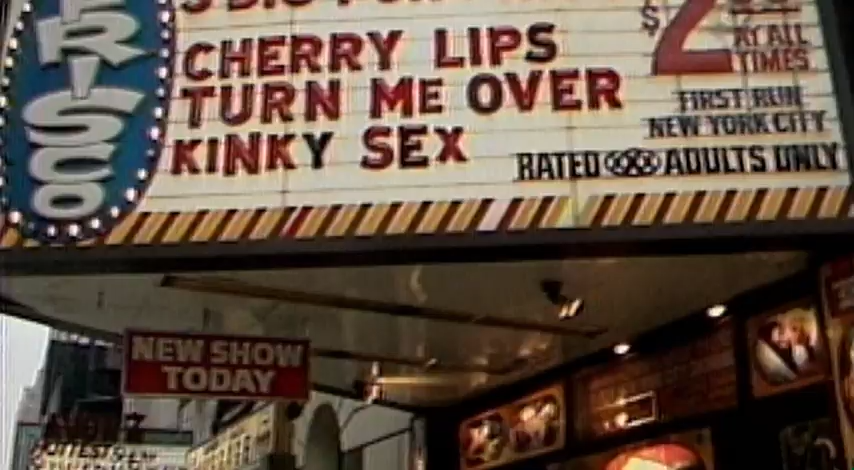 RISCO
CHERRY LIPS
TURN ME OVER
KINKY SEX
$2
AT ALL
TIMES
FIRST RUN
NEW YORK CITY
RATED XXX ADULTS ONLY
NEW SHOW
TODAY